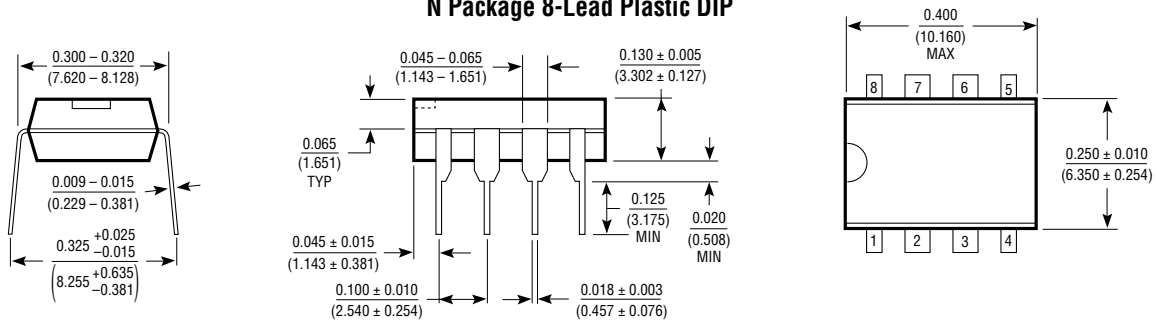 N Package 8-Lead Plastic DIP
0.300 – 0.320
(7.620 – 8.128)
0.009 – 0.015
(0.229 – 0.381)
0.325 +0.025
–0.015
(8.255 +0.635
–0.381)
0.045 – 0.065
(1.143 – 1.651)
0.130 ± 0.005
(3.302 ± 0.127)
0.065
(1.651)
TYP
0.125
(3.175)
MIN
0.020
(0.508)
MIN
0.045 ± 0.015
(1.143 ± 0.381)
0.100 ± 0.010
(2.540 ± 0.254)
0.018 ± 0.003
(0.457 ± 0.076)
0.400
(10.160)
MAX
8 7 6 5
0.250 ± 0.010
(6.350 ± 0.254)
1 2 3 4